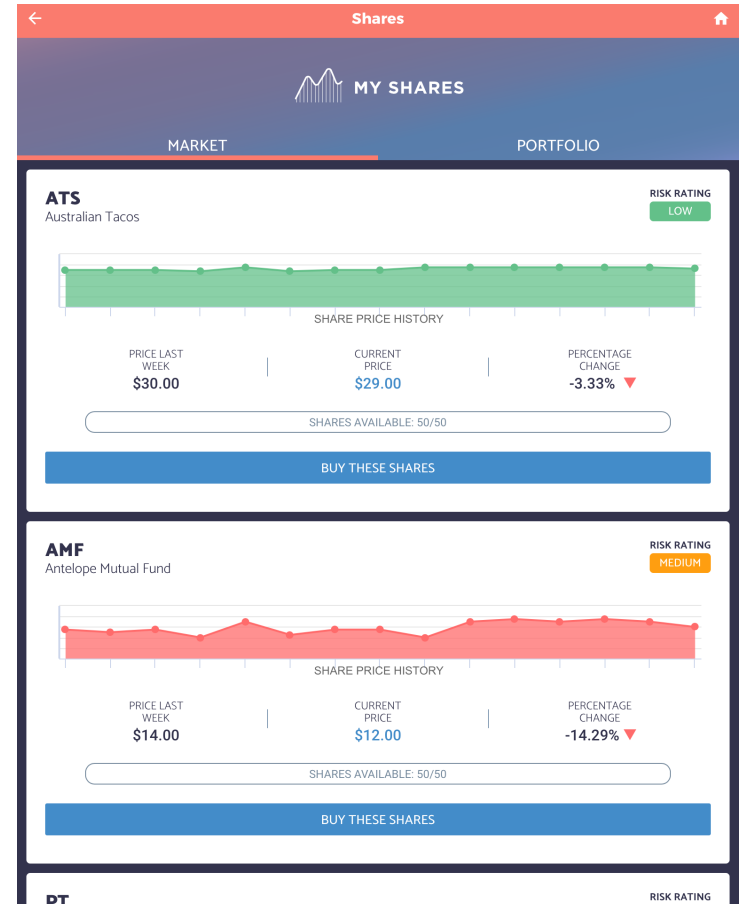 Shares
MY SHARES
MARKET
PORTFOLIO
ATS
RISK RATING
Australian Tacos
LOW
SHARE PRICE HISTORY
PRICE LAST
WEEK
$30.00
CURRENT
PRICE
$29.00
PERCENTAGE
CHANGE
-3.33%
SHARES AVAILABLE: 50/50
BUY THESE SHARES
AMF
RISK RATING
Antelope Mutual Fund
MEDIUM
SHARE PRICE HISTORY
PRICE LAST
WEEK
$14.00
CURRENT
PRICE
$12.00
PERCENTAGE
CHANGE
-14.29%
SHARES AVAILABLE: 50/50
BUY THESE SHARES
PT
RISK RATING